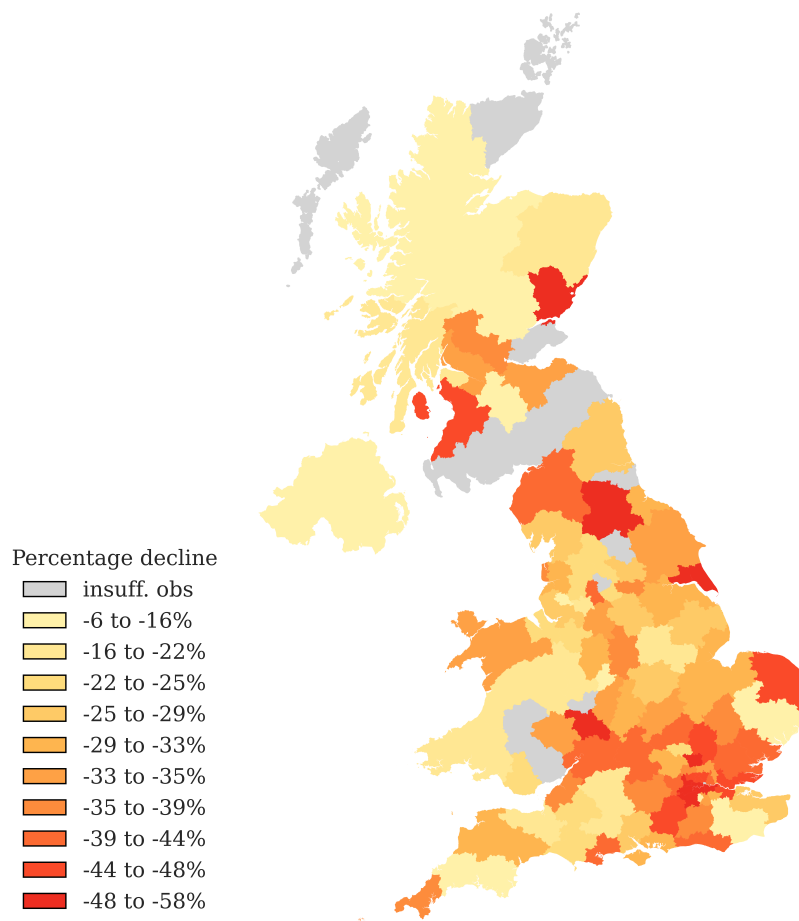 Percentage decline
insuff. obs
-6 to -16%
-16 to -22%
-22 to -25%
-25 to -29%
-29 to -33%
-33 to -35%
-35 to -39%
-39 to -44%
-44 to -48%
-48 to -58%